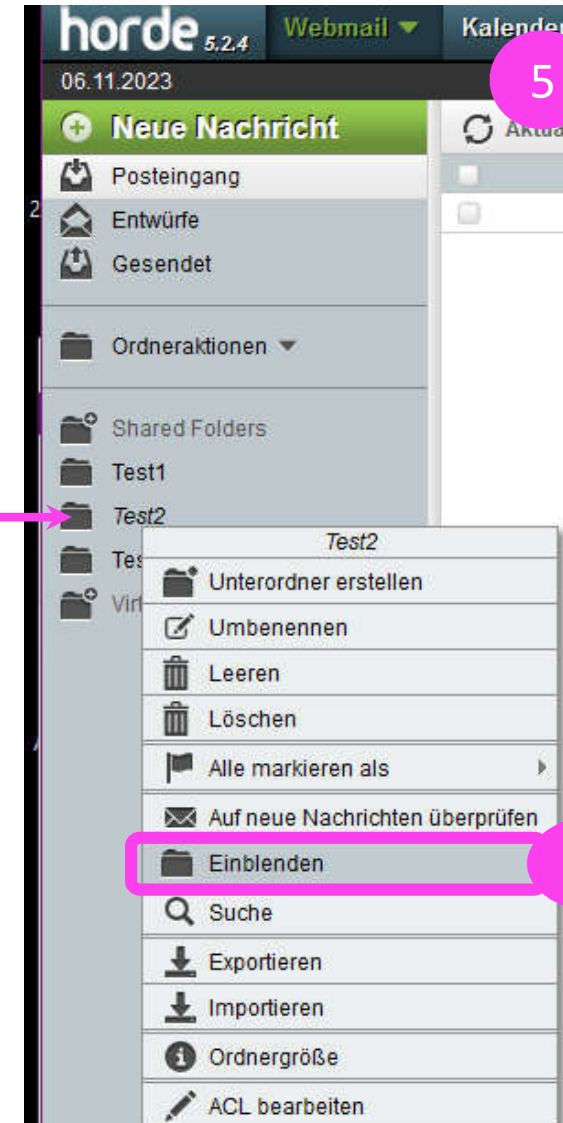 horde 5.2.4 Webmail Kalender
06.11.2023
5
Neue Nachricht
Posteingang
2
Entwürfe
Gesendet
Ordneraktionen
Shared Folders
Test1
Test2
Test2
Unterordner erstellen
Umbenennen
Leeren
Löschen
Alle markieren als
Auf neue Nachrichten überprüfen
Einblenden
Suche
Exportieren
Importieren
Ordnergröße
ACL bearbeiten